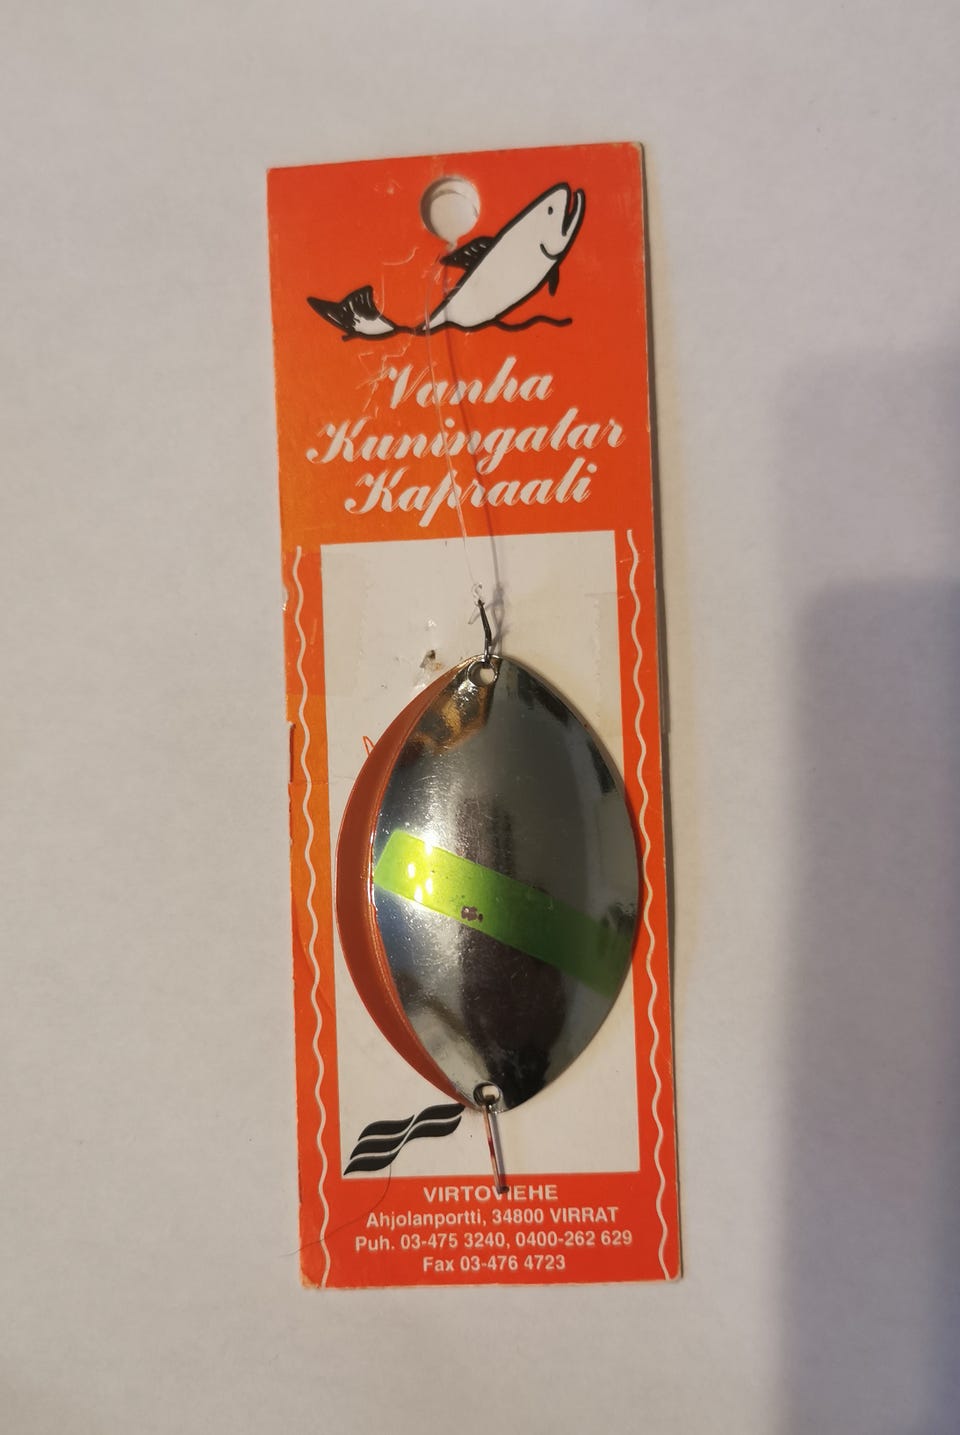 Vanha
Kuningatar
Kapraali
VIRTOVIEHE
Ahjolanportti, 34800 VIRRAT
Puh. 03-475 3240, 0400-262 629
Fax 03-476 4723